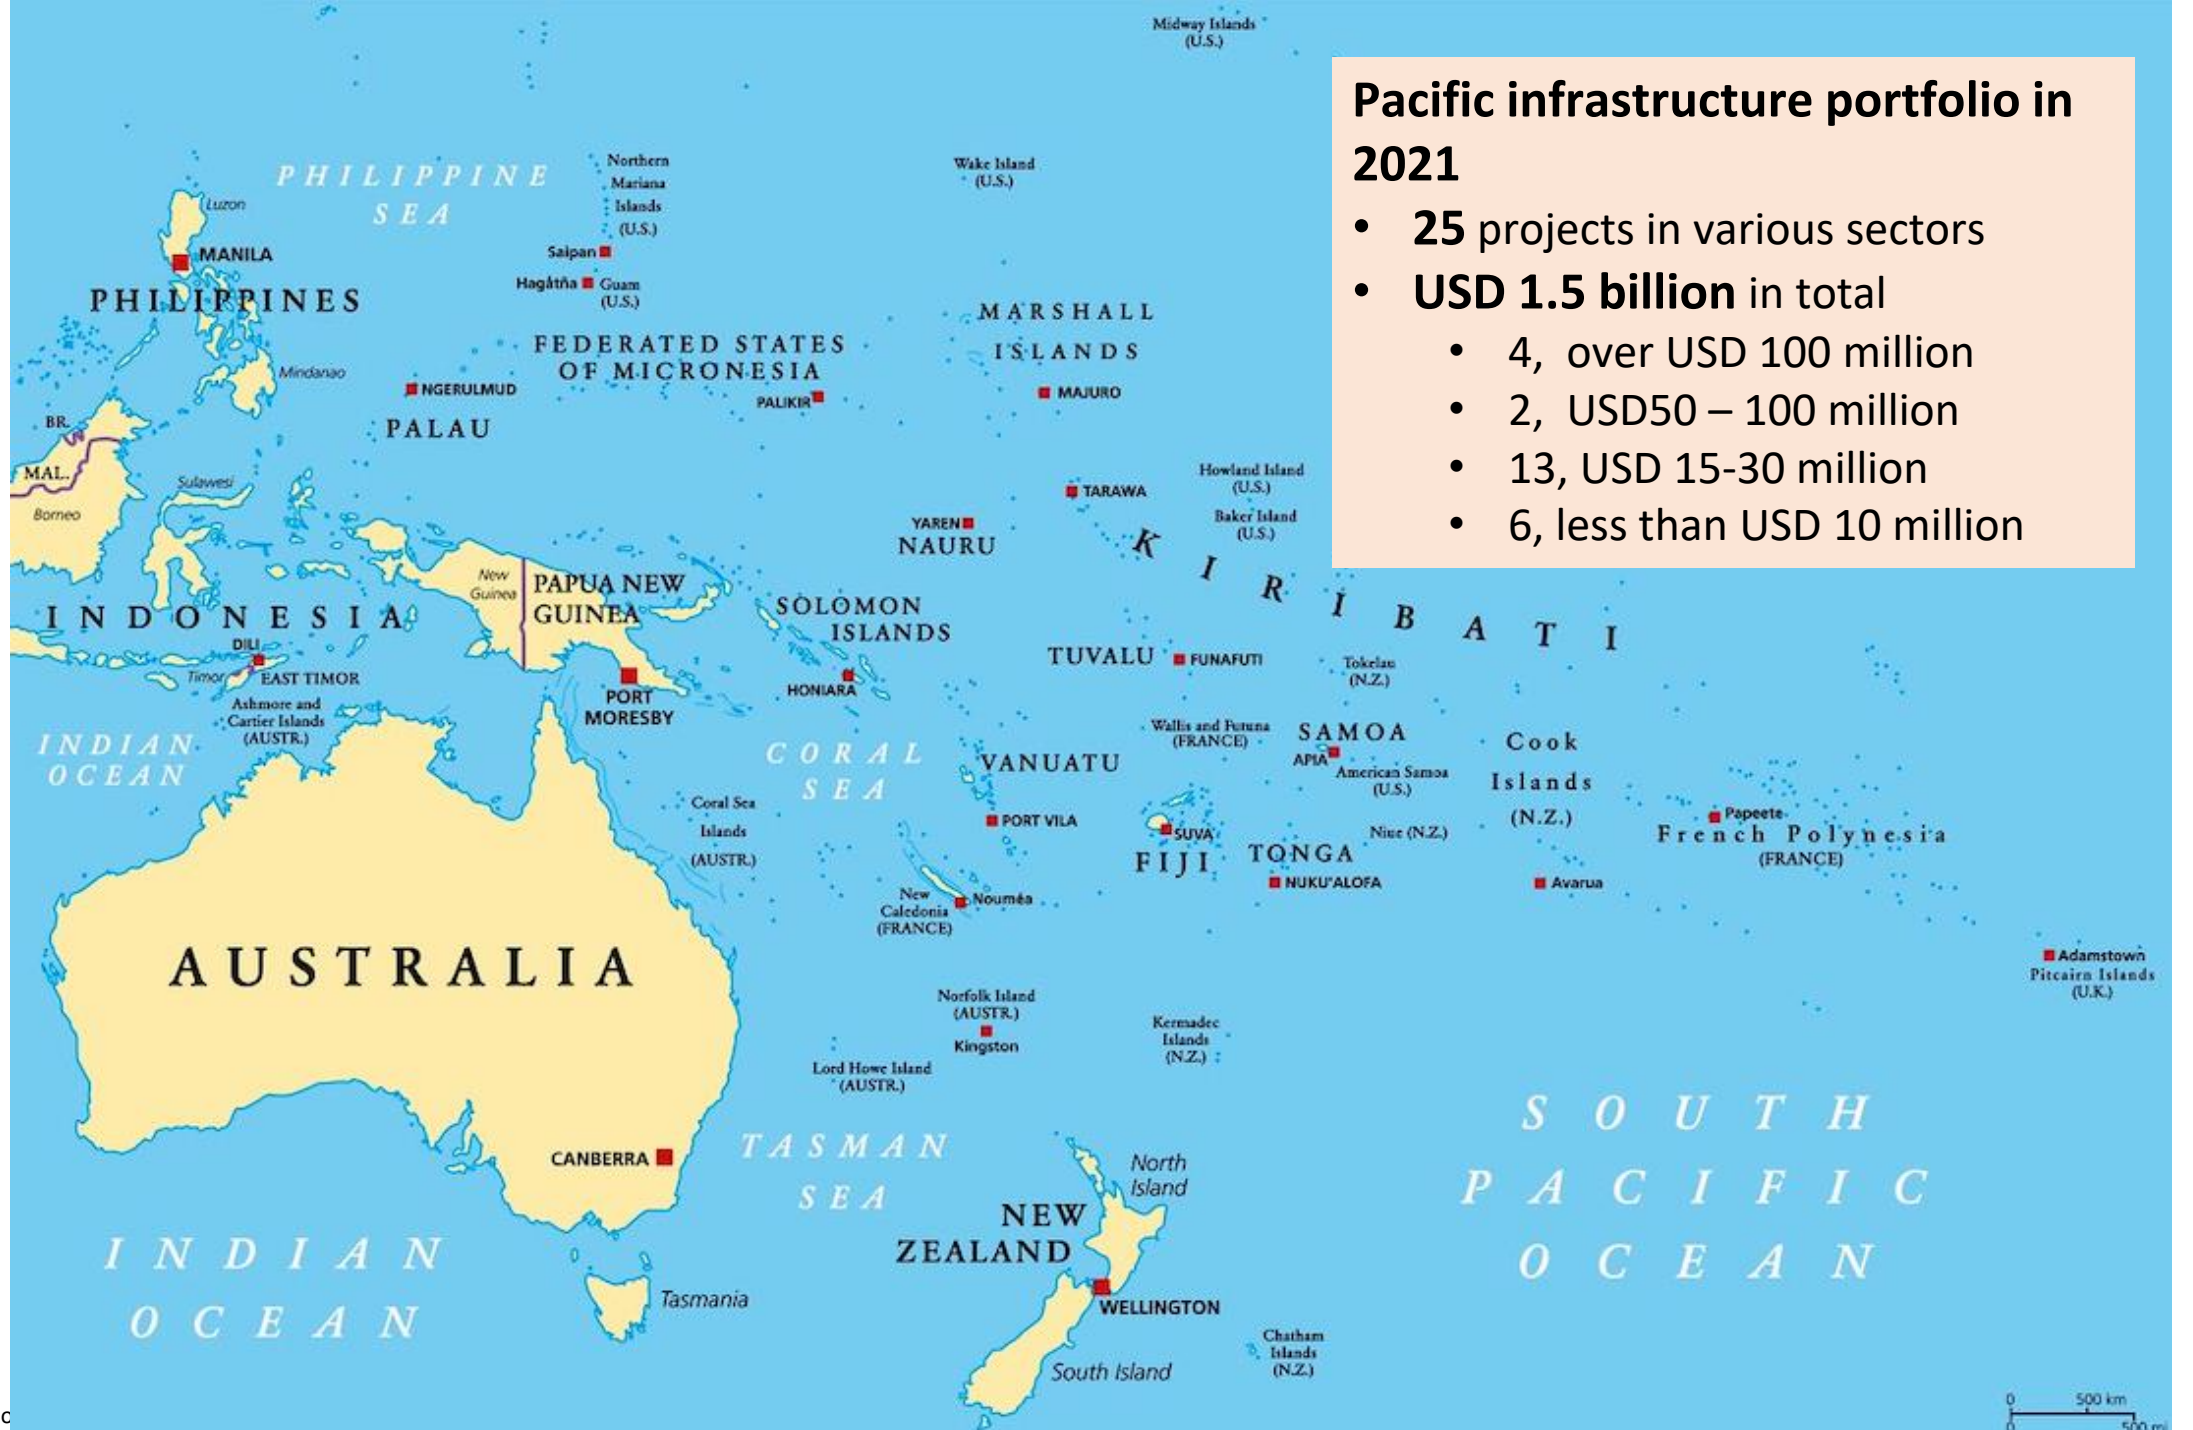 Midway Islands
(U.S.)
Pacific infrastructure portfolio in
2021
• 25 projects in various sectors
• USD 1.5 billion in total
• 4, over USD 100 million
• 2, USD50 – 100 million
• 13, USD 15-30 million
• 6, less than USD 10 million
PHILIPPINE
SEA
Northern
Mariana
Islands
(U.S.)
Wake Island
(U.S.)
Luzon
MANILA
PHILIPPINES
Saipan
Hagåtña
Guam
(U.S.)
MARSHALL
ISLANDS
FEDERATED STATES
OF MICRONESIA
Mindanao
NGERULMUD
PALIKIR
MAJURO
PALAU
BR.
MAL.
Sulawesi
Borneo
Howland Island
(U.S.)
TARAWA
Baker Island
(U.S.)
YAREN
NAURU
KIRIBATI
New
Guinea
PAPUA NEW
GUINEA
SOLOMON
ISLANDS
INDONESIA
DILI
Timor
EAST TIMOR
TUVALU
FUNAFUTI
Tokelau
(N.Z.)
PORT
MORESBY
HONIARA
Ashmore and
Cartier Islands
(AUSTR.)
INDIAN
OCEAN
CORAL
SEA
VANUATU
Wallis and Futuna
(FRANCE)
SAMOA
APIA
American Samoa
(U.S.)
Cook
Islands
(N.Z.)
Coral Sea
Islands
(AUSTR.)
PORT VILA
SUVA
FIJI
Niue (N.Z.)
TONGA
NUKU'ALOFA
Papeete
French Polynesia
(FRANCE)
Avarua
New
Caledonia
(FRANCE)
Nouméa
AUSTRALIA
Adamstown
Pitcairn Islands
(U.K.)
Norfolk Island
(AUSTR.)
Kingston
Kermadec
Islands
(N.Z.)
Lord Howe Island
(AUSTR.)
SOUTH
PACIFIC
OCEAN
CANBERRA
TASMAN
SEA
North
Island
NEW
ZEALAND
INDIAN
OCEAN
Tasmania
WELLINGTON
Chatham
Islands
(N.Z.)
South Island
0 500 km
0 500 mi